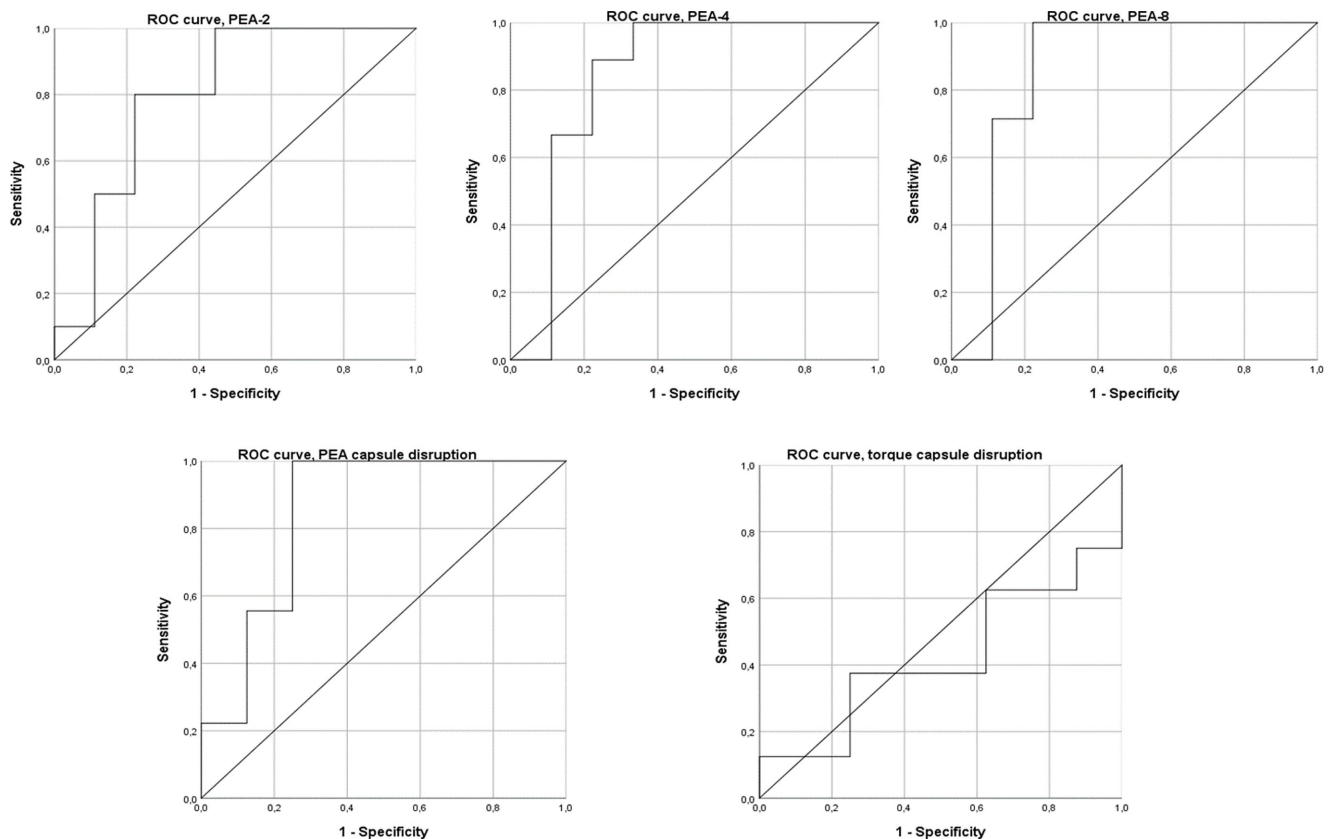 ROC curve, PEA-2
1,0
0,8
0,6
0,4
0,2
0,0
Sensitivity
0,0 0,2 0,4 0,6 0,8 1,0
1 - Specificity
ROC curve, PEA-4
1,0
0,8
0,6
0,4
0,2
0,0
Sensitivity
0,0 0,2 0,4 0,6 0,8 1,0
1 - Specificity
ROC curve, PEA-8
1,0
0,8
0,6
0,4
0,2
0,0
Sensitivity
0,0 0,2 0,4 0,6 0,8 1,0
1 - Specificity
ROC curve, PEA capsule disruption
1,0
0,8
0,6
0,4
0,2
0,0
Sensitivity
0,0 0,2 0,4 0,6 0,8 1,0
1 - Specificity
ROC curve, torque capsule disruption
1,0
0,8
0,6
0,4
0,2
0,0
Sensitivity
0,0 0,2 0,4 0,6 0,8 1,0
1 - Specificity